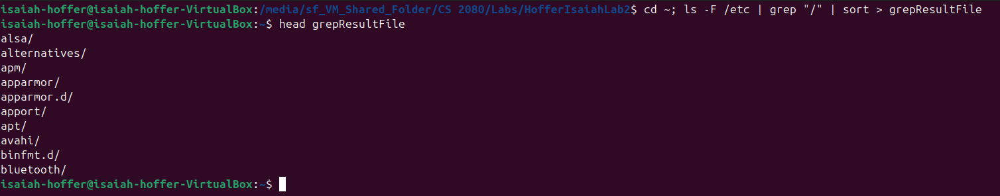 isaiah-hoffer@isaiah-hoffer-VirtualBox:/media/sf_VM_Shared_Folder/CS 2080/Labs/HofferIsaiahLab2$ cd ~; ls -F /etc | grep "/" | sort > grepResultFile
isaiah-hoffer@isaiah-hoffer-VirtualBox:~$ head grepResultFile
alsa/
alternatives/
apm/
apparmor/
apparmor.d/
apport/
apt/
avahi/
binfmt.d/
bluetooth/
isaiah-hoffer@isaiah-hoffer-VirtualBox:~$